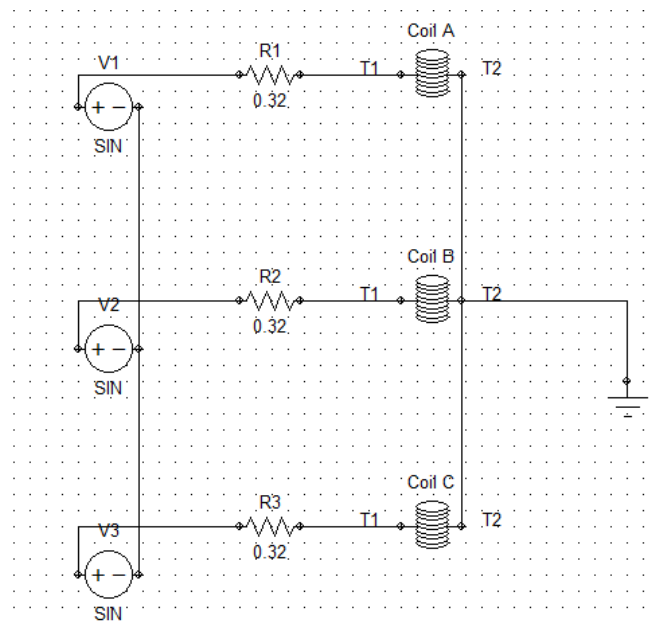 Coil A
V1 R1 T1 T2
+ − 0.32
SIN
Coil B
V2 R2 T1 T2
+ − 0.32
SIN
Coil C
V3 R3 T1 T2
+ − 0.32
SIN